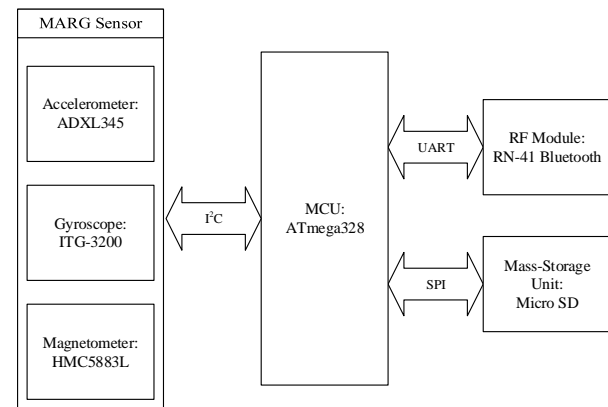 MARG Sensor
Accelerometer:
ADXL345
Gyroscope:
ITG-3200
Magnetometer:
HMC5883L
I²C
MCU:
ATmega328
UART
RF Module:
RN-41 Bluetooth
SPI
Mass-Storage
Unit:
Micro SD